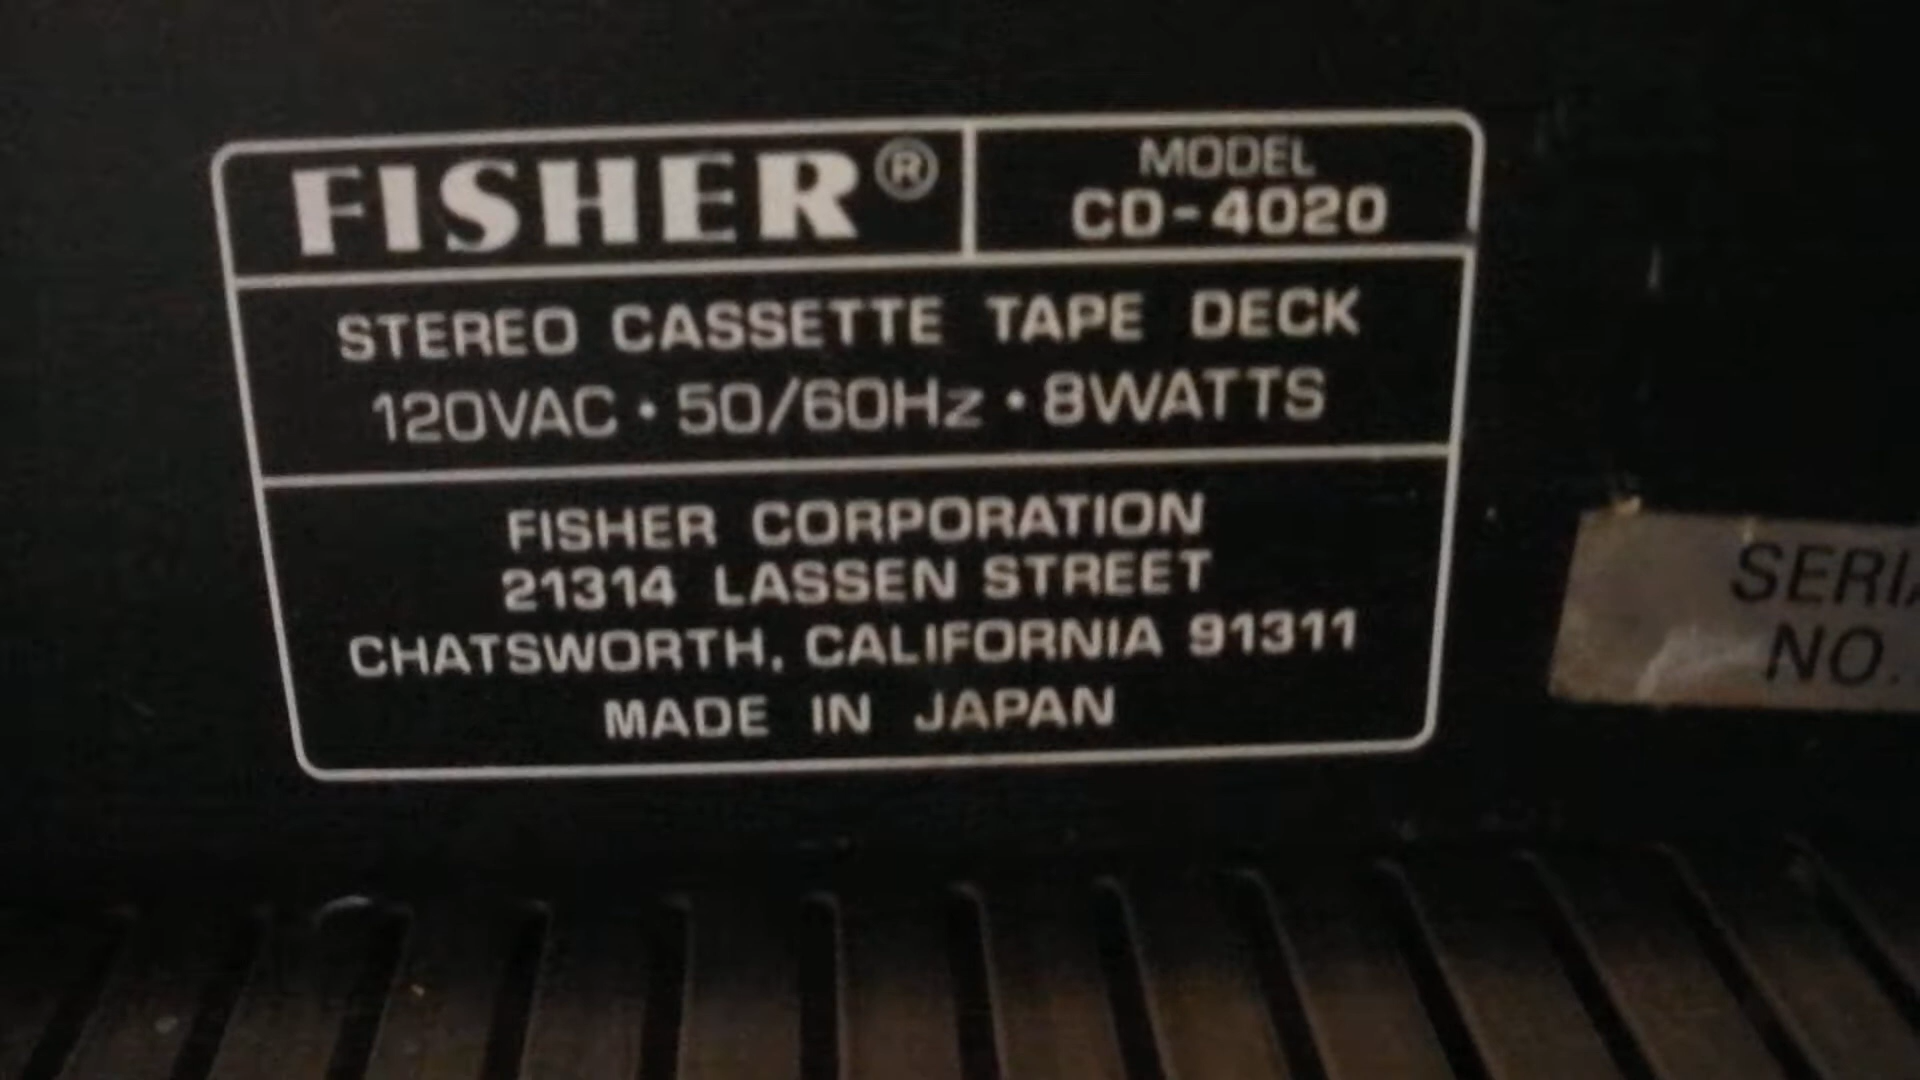 FISHER®
MODEL
CD-4020
STEREO CASSETTE TAPE DECK
120VAC • 50/60Hz • 8WATTS
FISHER CORPORATION
21314 LASSEN STREET
CHATSWORTH, CALIFORNIA 91311
MADE IN JAPAN
NO.